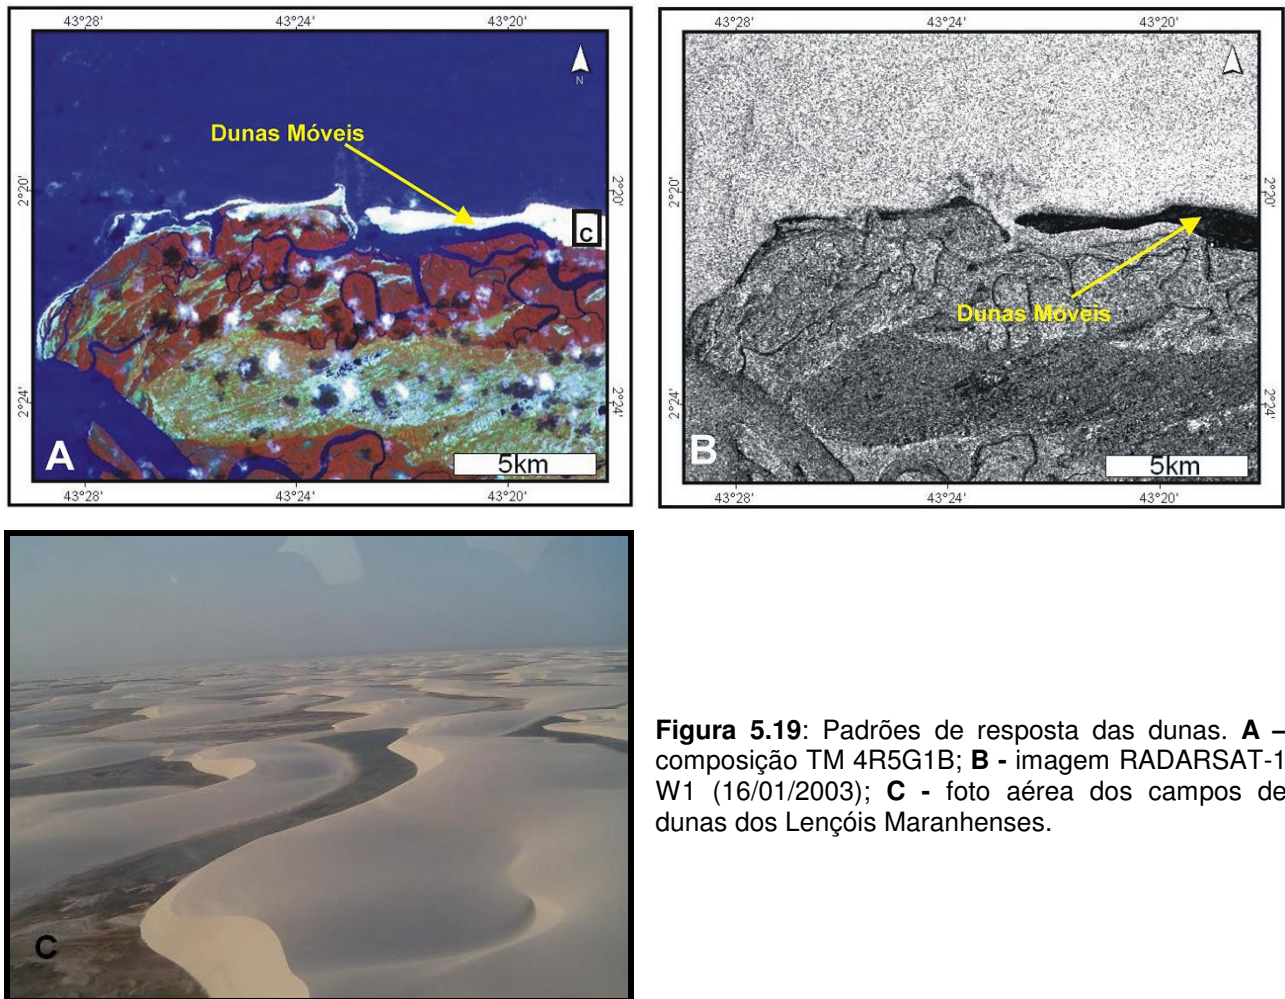 43°28' 43°24' 43°20'
N
Dunas Móveis
2°20' 2°20'
C
2°24' 2°24'
A
5km
43°28' 43°24' 43°20'
43°28' 43°24' 43°20'
2°20' 2°20'
Dunas Móveis
2°24' 2°24'
B
5km
43°28' 43°24' 43°20'
C
Figura 5.19: Padrões de resposta das dunas. A –
composição TM 4R5G1B; B - imagem RADARSAT-1
W1 (16/01/2003); C - foto aérea dos campos de
dunas dos Lençóis Maranhenses.